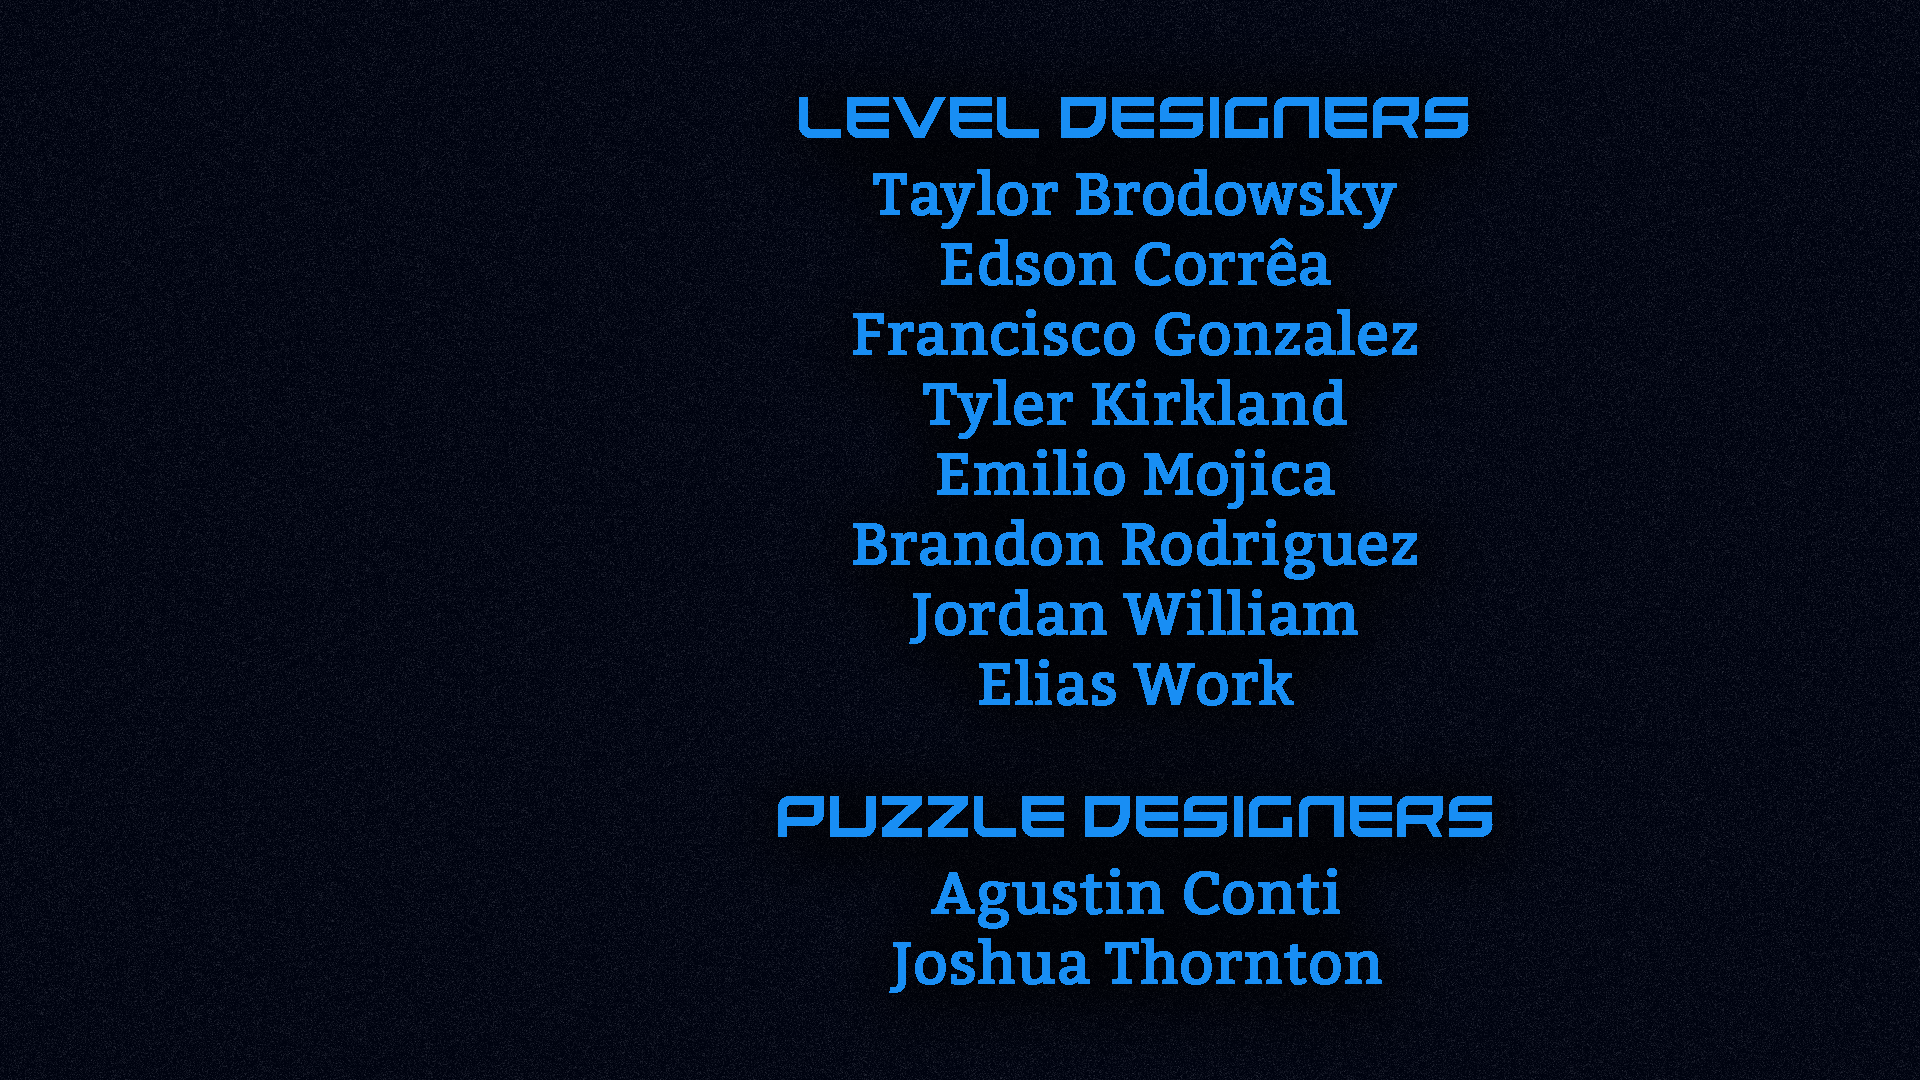 LEVEL DESIGNERS
Taylor Brodowsky
Edson Corrêa
Francisco Gonzalez
Tyler Kirkland
Emilio Mojica
Brandon Rodriguez
Jordan William
Elias Work
PUZZLE DESIGNERS
Agustin Conti
Joshua Thornton